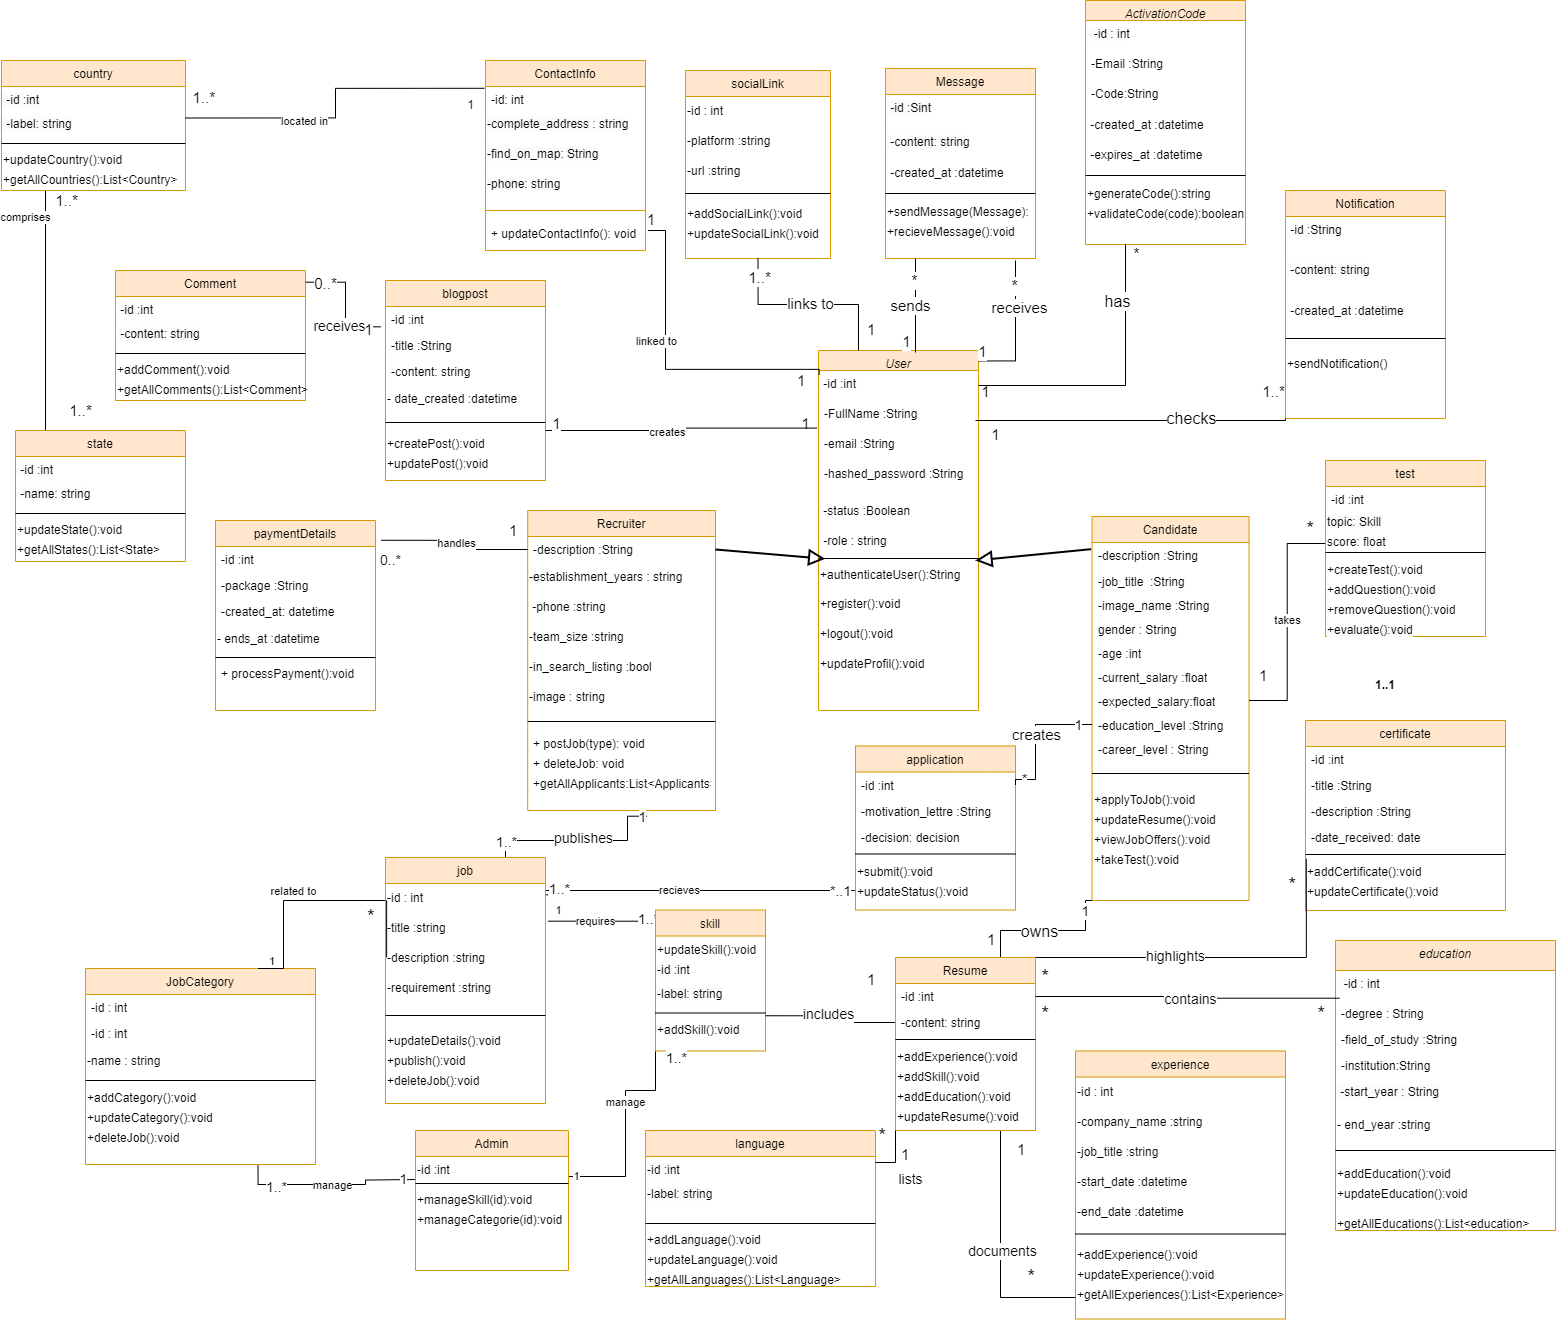 country
-id :int
-label: string
+updateCountry():void
+getAllCountries():List<Country>
1..*
located in
1
ContactInfo
-id: int
-complete_address : string
-find_on_map: String
-phone: string
+ updateContactInfo(): void
1
linked to
1
socialLink
-id : int
-platform :string
-url :string
+addSocialLink():void
+updateSocialLink():void
1..*
links to
1
Message
-id :Sint
-content: string
-created_at :datetime
+sendMessage(Message):
+recieveMessage():void
*
sends
1
*
receives
1
ActivationCode
-id : int
-Email :String
-Code:String
-created_at :datetime
-expires_at :datetime
+generateCode():string
+validateCode(code):boolean
*
has
1
Notification
-id :String
-content: string
-created_at :datetime
+sendNotification()
1..*
checks
1
1..*
comprises
1..*
Comment
-id :int
-content: string
+addComment():void
+getAllComments():List<Comment>
0..*
receives
1
blogpost
-id :int
-title :String
-content: string
- date_created :datetime
+createPost():void
+updatePost():void
1
creates
1
state
-id :int
-name: string
+updateState():void
+getAllStates():List<State>
User
-id :int
-FullName :String
-email :String
-hashed_password :String
-status :Boolean
-role : string
+authenticateUser():String
+register():void
+logout():void
+updateProfil():void
paymentDetails
-id :int
-package :String
-created_at: datetime
- ends_at :datetime
+ processPayment():void
0..*
handles
1
Recruiter
-description :String
-establishment_years : string
-phone :string
-team_size :string
-in_search_listing :bool
-image : string
+ postJob(type): void
+ deleteJob: void
+getAllApplicants:List<Applicants
1
publishes
1..*
Candidate
-description :String
-job_title :String
-image_name :String
gender : String
-age :int
-current_salary :float
-expected_salary:float
-education_level :String
-career_level : String
+applyToJob():void
+updateResume():void
+viewJobOffers():void
+takeTest():void
test
-id :int
topic: Skill
score: float
+createTest():void
+addQuestion():void
+removeQuestion():void
+evaluate():void
*
takes
1
1..1
certificate
-id :int
-title :String
-description :String
-date_received: date
+addCertificate():void
+updateCertificate():void
*
highlights
*
application
-id :int
-motivation_lettre :String
-decision: decision
+submit():void
+updateStatus():void
creates
1
*
job
-id : int
-title :string
-description :string
-requirement :string
+updateDetails():void
+publish():void
+deleteJob():void
related to
*
1
1..*
recieves
*..1
1
requires
1..
skill
+updateSkill():void
-id :int
-label: string
+addSkill():void
includes
1
1..*
manage
1
1
owns
1
Resume
-id :int
-content: string
+addExperience():void
+addSkill():void
+addEducation():void
+updateResume():void
*
contains
*
education
-id : int
-degree : String
-field_of_study :String
-institution:String
-start_year : String
- end_year :string
+addEducation():void
+updateEducation():void
+getAllEducations():List<education>
JobCategory
-id : int
-id : int
-name : string
+addCategory():void
+updateCategory():void
+deleteJob():void
1..*
manage
1
Admin
-id :int
+manageSkill(id):void
+manageCategorie(id):void
language
-id :int
-label: string
+addLanguage():void
+updateLanguage():void
+getAllLanguages():List<Language>
*
1
lists
1
documents
*
experience
-id : int
-company_name :string
-job_title :string
-start_date :datetime
-end_date :datetime
+addExperience():void
+updateExperience():void
+getAllExperiences():List<Experience>